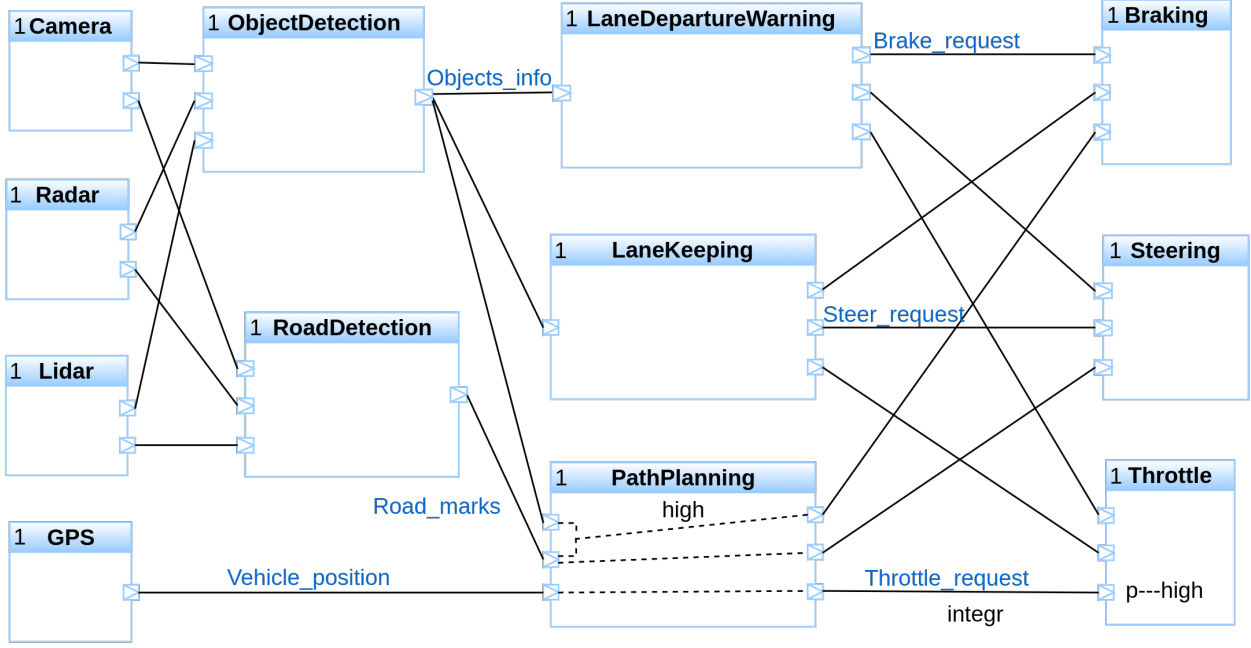 1 Camera
1 ObjectDetection
1 LaneDepartureWarning
1 Braking
Brake_request
Objects_info
1 Radar
1 LaneKeeping
1 Steering
Steer_request
1 RoadDetection
1 Lidar
1 PathPlanning
1 Throttle
high
Road_marks
1 GPS
Vehicle_position
Throttle_request
p---high
integr